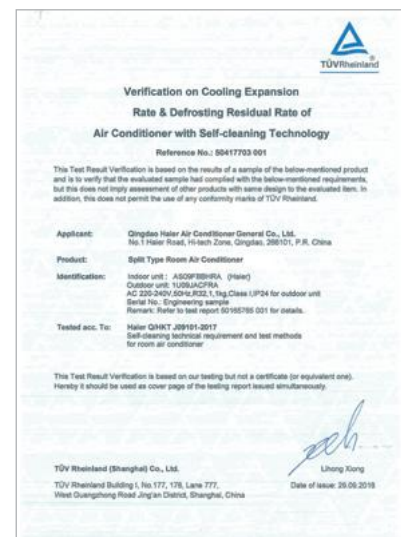 TÜVRheinland
Verification on Cooling Expansion
Rate & Defrosting Residual Rate of
Air Conditioner with Self-cleaning Technology
Reference No.: 50417703 001
This Test Result Verification is based on the results of a sample of the below-mentioned product
and is to verify that the evaluated sample had complied with the below-mentioned requirements,
but this does not imply assessment of other products with same design to the evaluated item. In
addition, this does not permit the use of any conformity marks of TÜV Rheinland.
Applicant: Qingdao Haier Air Conditioner General Co., Ltd.
No.1 Haier Road, Hi-tech Zone, Qingdao, 266101, P.R. China
Product: Split Type Room Air Conditioner
Identification: Indoor unit : AS09FBBHRA (Haier)
Outdoor unit: 1U09JACFRA
AC 220-240V,50Hz,R32,1,1kg,Class I,IP24 for outdoor unit
Serial No.: Engineering sample
Remark: Refer to test report 50165765 001 for details.
Tested acc. To: Haier Q/HKT J09101-2017
Self-cleaning technical requirement and test methods
for room air conditioner
This Test Result Verification is based on our testing but not a certificate (or equivalent one).
Hereby it should be used as cover page of the testing report issued simultaneously.
TÜV Rheinland (Shanghai) Co., Ltd.
Lihong Xiong
TÜV Rheinland Building I, No.177, 178, Lane 777,
West Guangzhong Road Jing'an District, Shanghai, China
Date of issue: 29.09.2018